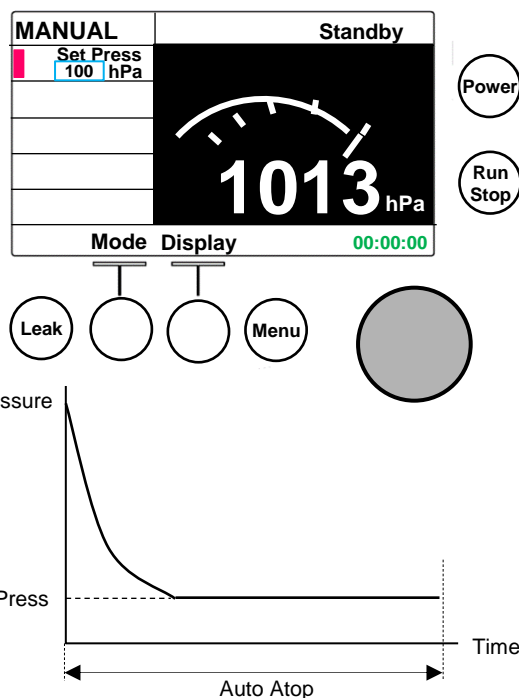 MANUAL Standby
Set Press
100 hPa
Power
1013 hPa
Run
Stop
Mode Display 00:00:00
Leak Menu
ssure
Press
Time
Auto Atop